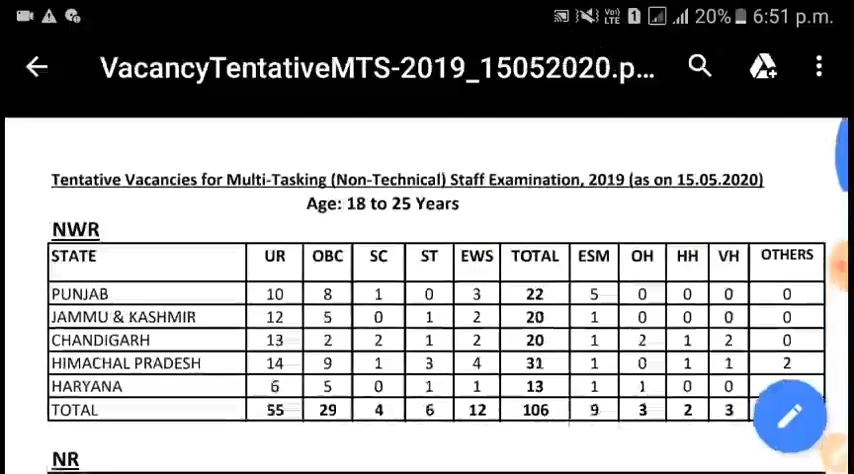 VoLTE 1 20% 6:51 p.m.
VacancyTentativeMTS-2019_15052020.p...
Tentative Vacancies for Multi-Tasking (Non-Technical) Staff Examination, 2019 (as on 15.05.2020)
Age: 18 to 25 Years
NWR
STATE UR OBC SC ST EWS TOTAL ESM OH HH VH OTHERS
PUNJAB 10 8 1 0 3 22 5 0 0 0 0
JAMMU & KASHMIR 12 5 0 1 2 20 1 0 0 0 0
CHANDIGARH 13 2 2 1 2 20 1 2 1 2 0
HIMACHAL PRADESH 14 9 1 3 4 31 1 0 1 1 2
HARYANA 6 5 0 1 1 13 1 1 0 0
TOTAL 55 29 4 6 12 106 9 3 2 3
NR